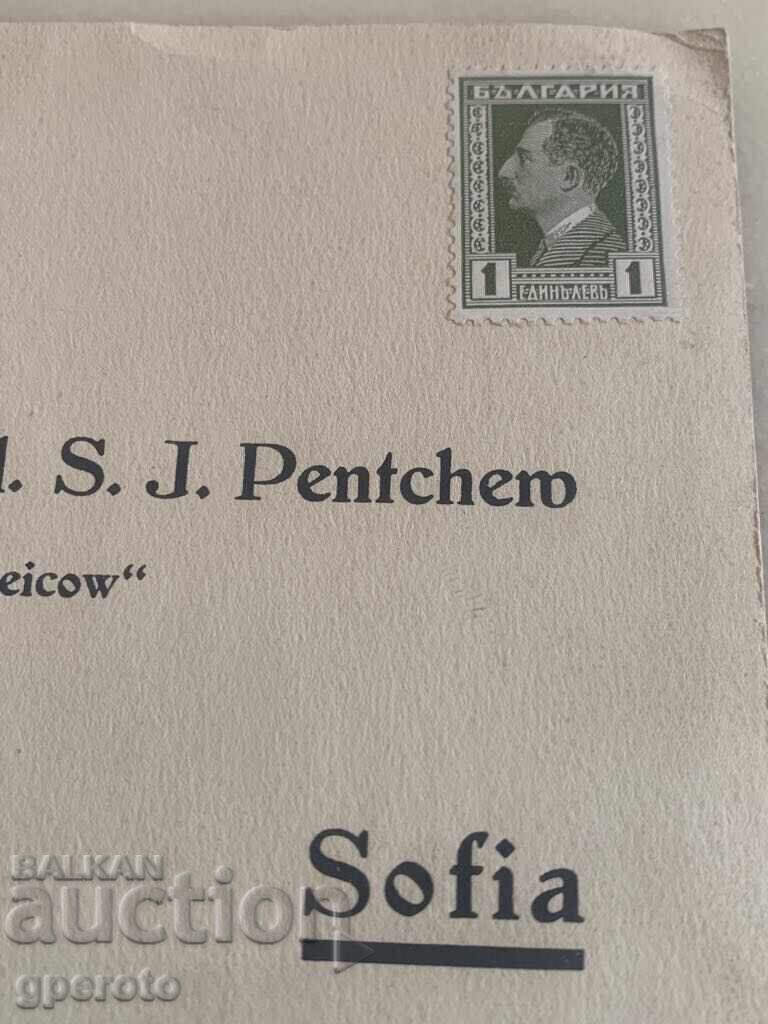 БЪЛГАРИЯ
1 ЕДИНЪ ЛЕВЪ 1
S. J. Pentchew
eicow“
Sofia
BALKAN
auction
gperoto